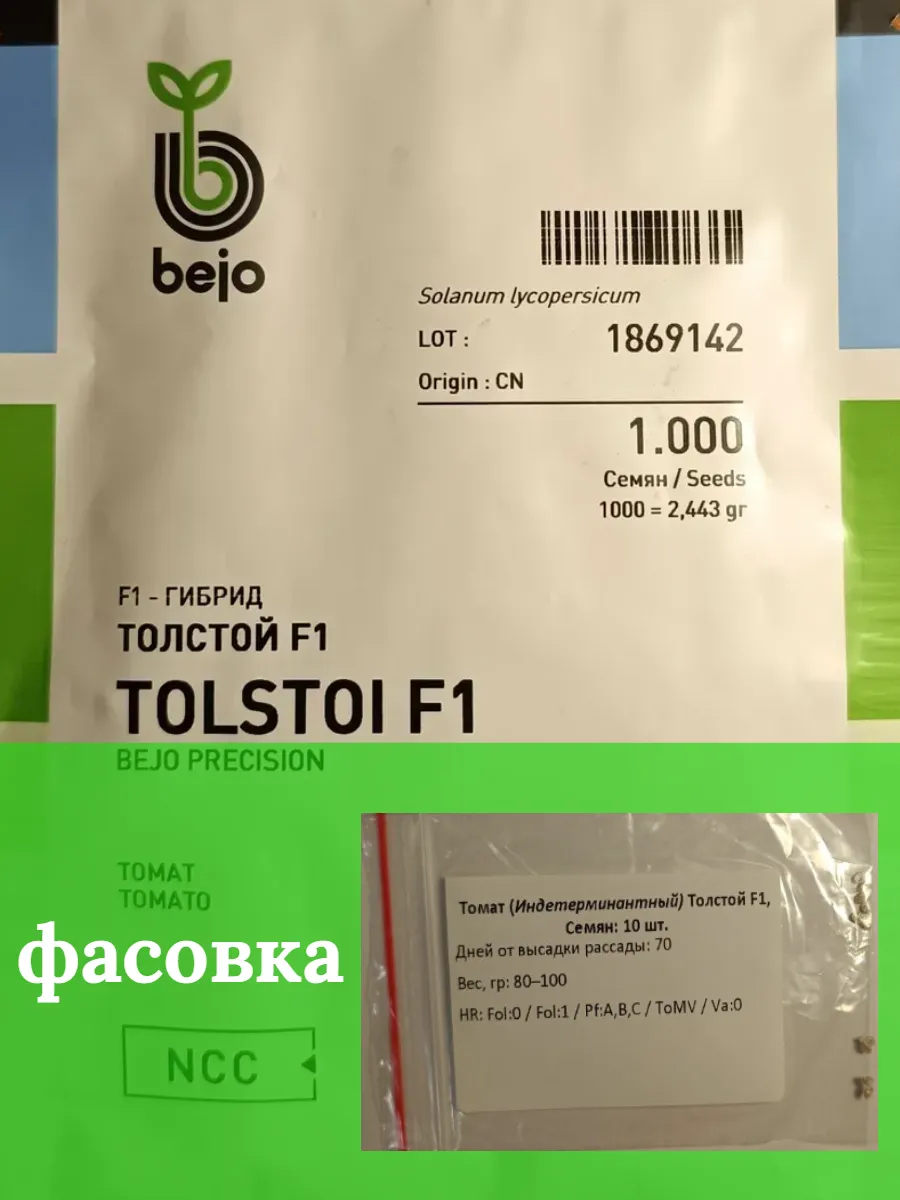 bejo
Solanum lycopersicum
LOT : 1869142
Origin : CN
1.000
Семян / Seeds
1000 = 2,443 gr
F1 - ГИБРИД
ТОЛСТОЙ F1
TOLSTOI F1
BEJO PRECISION
ТОМАТ
TOMATO
фасовка
NCC
Томат (Индетерминантный) Толстой F1,
Семян: 10 шт.
Дней от высадки рассады: 70
Вес, гр: 80–100
HR: Fol:0 / Fol:1 / Pf:A,B,C / ToMV / Va:0